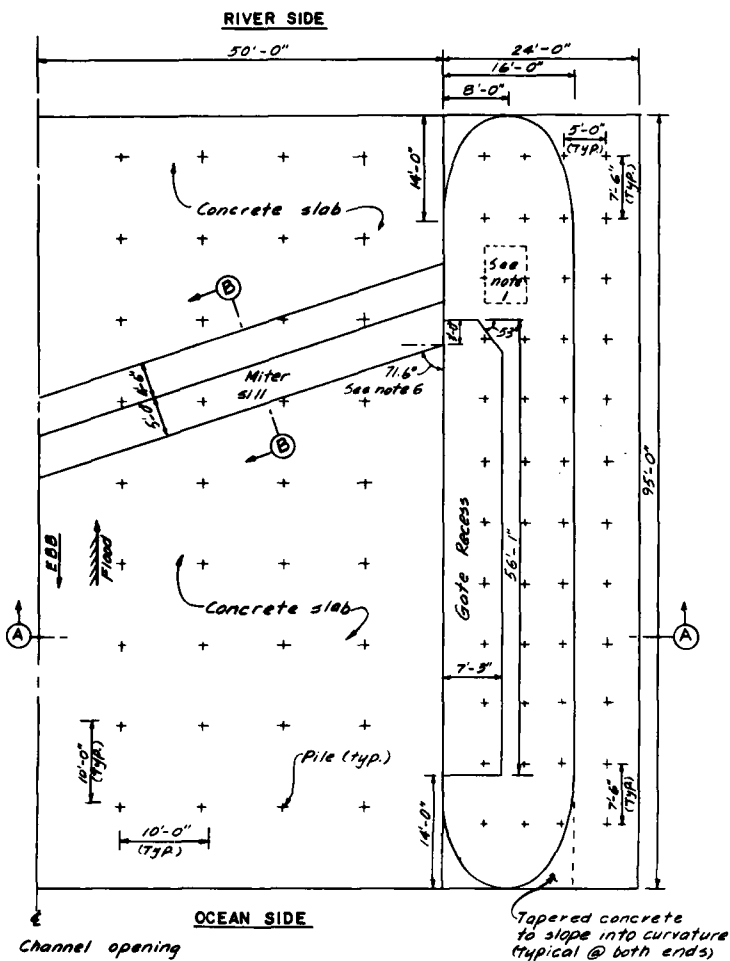 RIVER SIDE
50'-0"
24'-0"
16'-0"
8'-0"
5'-0"
(Typ.)
7'-6"
(Typ.)
14'-0"
Concrete slab
See
note
1
B
53°
71.6°
See note 6
Miter
sill
5'-0"
B
95'-0"
EBB
Flood
Gate Recess
56'-1"
Concrete slab
A
A
7'-3"
10'-0"
(Typ.)
Pile (typ.)
10'-0"
(Typ.)
14'-0"
7'-6"
(Typ)
OCEAN SIDE
Channel opening
Tapered concrete
to slope into curvature
(Typical @ both ends)